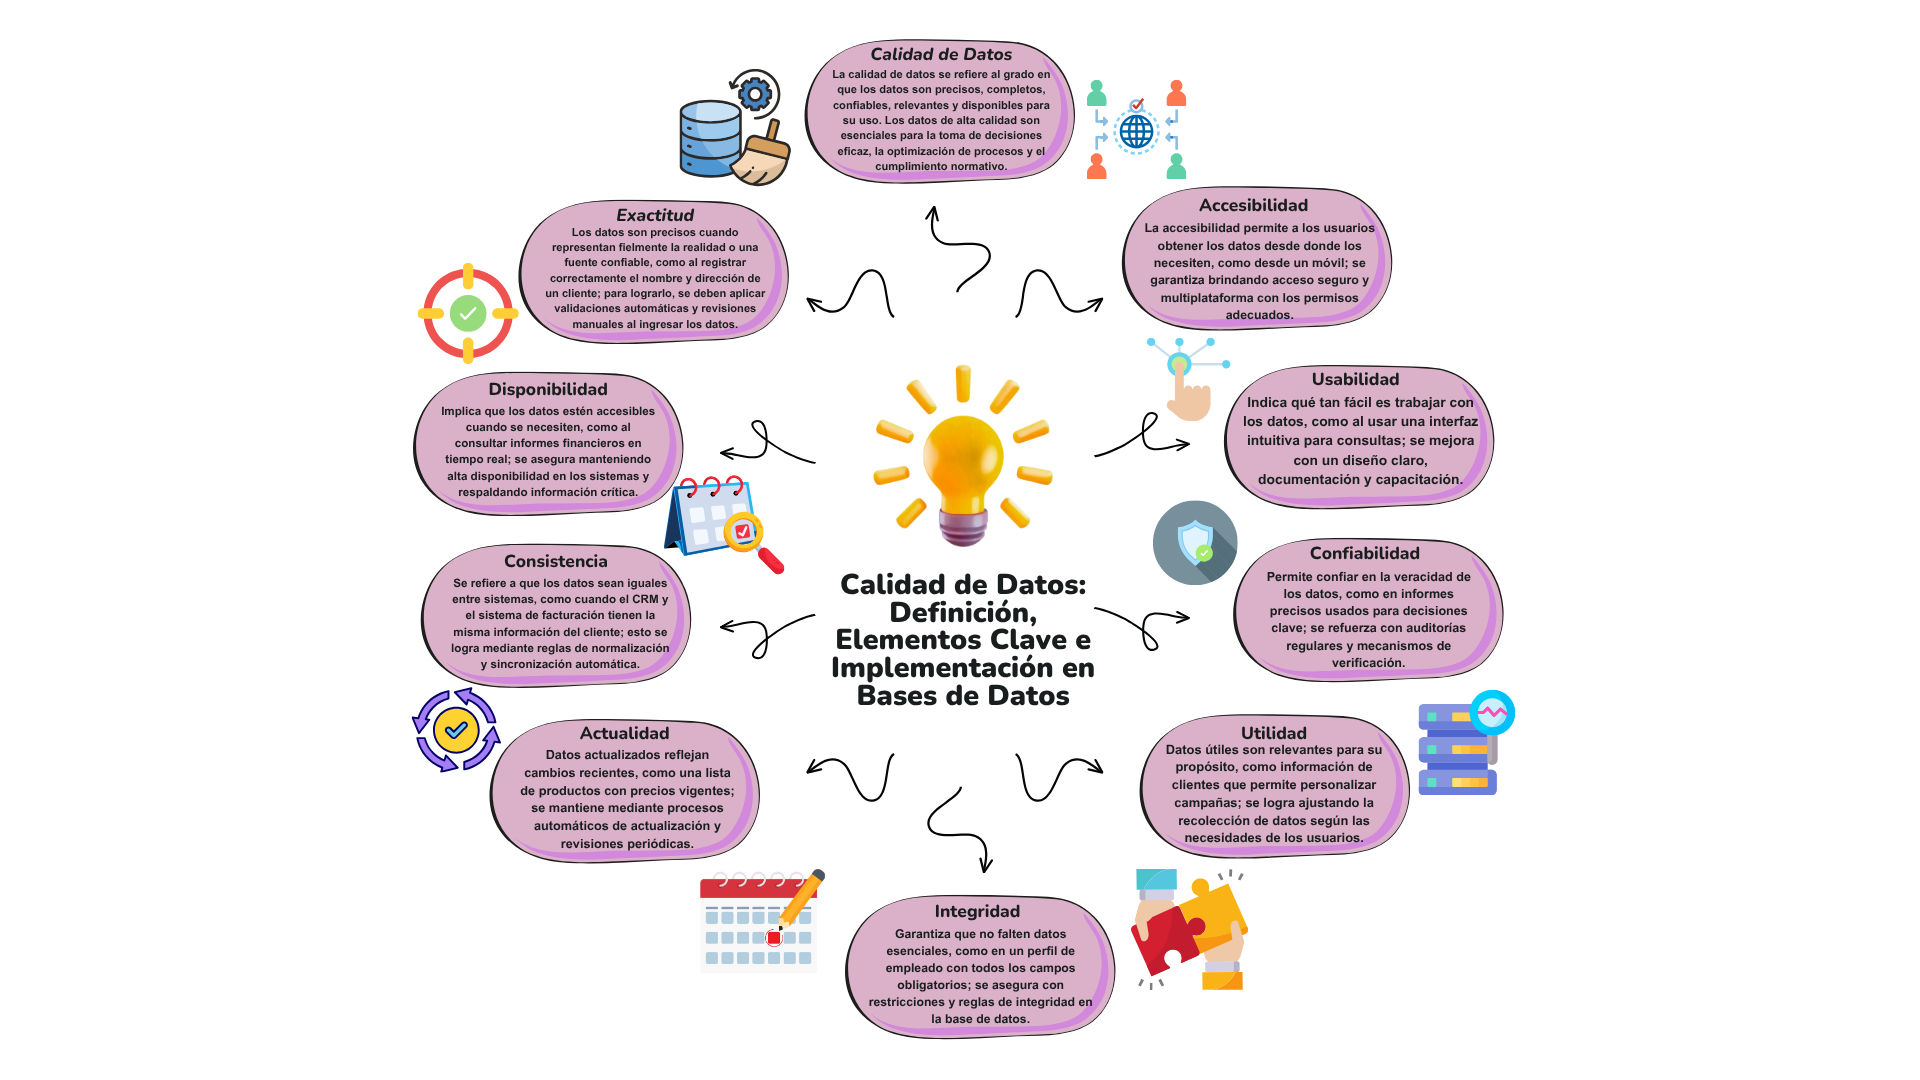 Calidad de Datos
La calidad de datos se refiere al grado en
que los datos son precisos, completos,
confiables, relevantes y disponibles para
su uso. Los datos de alta calidad son
esenciales para la toma de decisiones
eficaz, la optimización de procesos y el
cumplimiento normativo.
Exactitud
Los datos son precisos cuando
representan fielmente la realidad o una
fuente confiable, como al registrar
correctamente el nombre y dirección de
un cliente; para lograrlo, se deben aplicar
validaciones automáticas y revisiones
manuales al ingresar los datos.
Accesibilidad
La accesibilidad permite a los usuarios
obtener los datos desde donde los
necesiten, como desde un móvil; se
garantiza brindando acceso seguro y
multiplataforma con los permisos
adecuados.
Disponibilidad
Implica que los datos estén accesibles
cuando se necesiten, como al
consultar informes financieros en
tiempo real; se asegura manteniendo
alta disponibilidad en los sistemas y
respaldando información crítica.
Usabilidad
Indica qué tan fácil es trabajar con
los datos, como al usar una interfaz
intuitiva para consultas; se mejora
con un diseño claro,
documentación y capacitación.
Consistencia
Se refiere a que los datos sean iguales
entre sistemas, como cuando el CRM y
el sistema de facturación tienen la
misma información del cliente; esto se
logra mediante reglas de normalización
y sincronización automática.
Calidad de Datos:
Definición,
Elementos Clave e
Implementación en
Bases de Datos
Confiabilidad
Permite confiar en la veracidad de
los datos, como en informes
precisos usados para decisiones
clave; se refuerza con auditorías
regulares y mecanismos de
verificación.
Actualidad
Datos actualizados reflejan
cambios recientes, como una lista
de productos con precios vigentes;
se mantiene mediante procesos
automáticos de actualización y
revisiones periódicas.
Utilidad
Datos útiles son relevantes para su
propósito, como información de
clientes que permite personalizar
campañas; se logra ajustando la
recolección de datos según las
necesidades de los usuarios.
Integridad
Garantiza que no falten datos
esenciales, como en un perfil de
empleado con todos los campos
obligatorios; se asegura con
restricciones y reglas de integridad en
la base de datos.